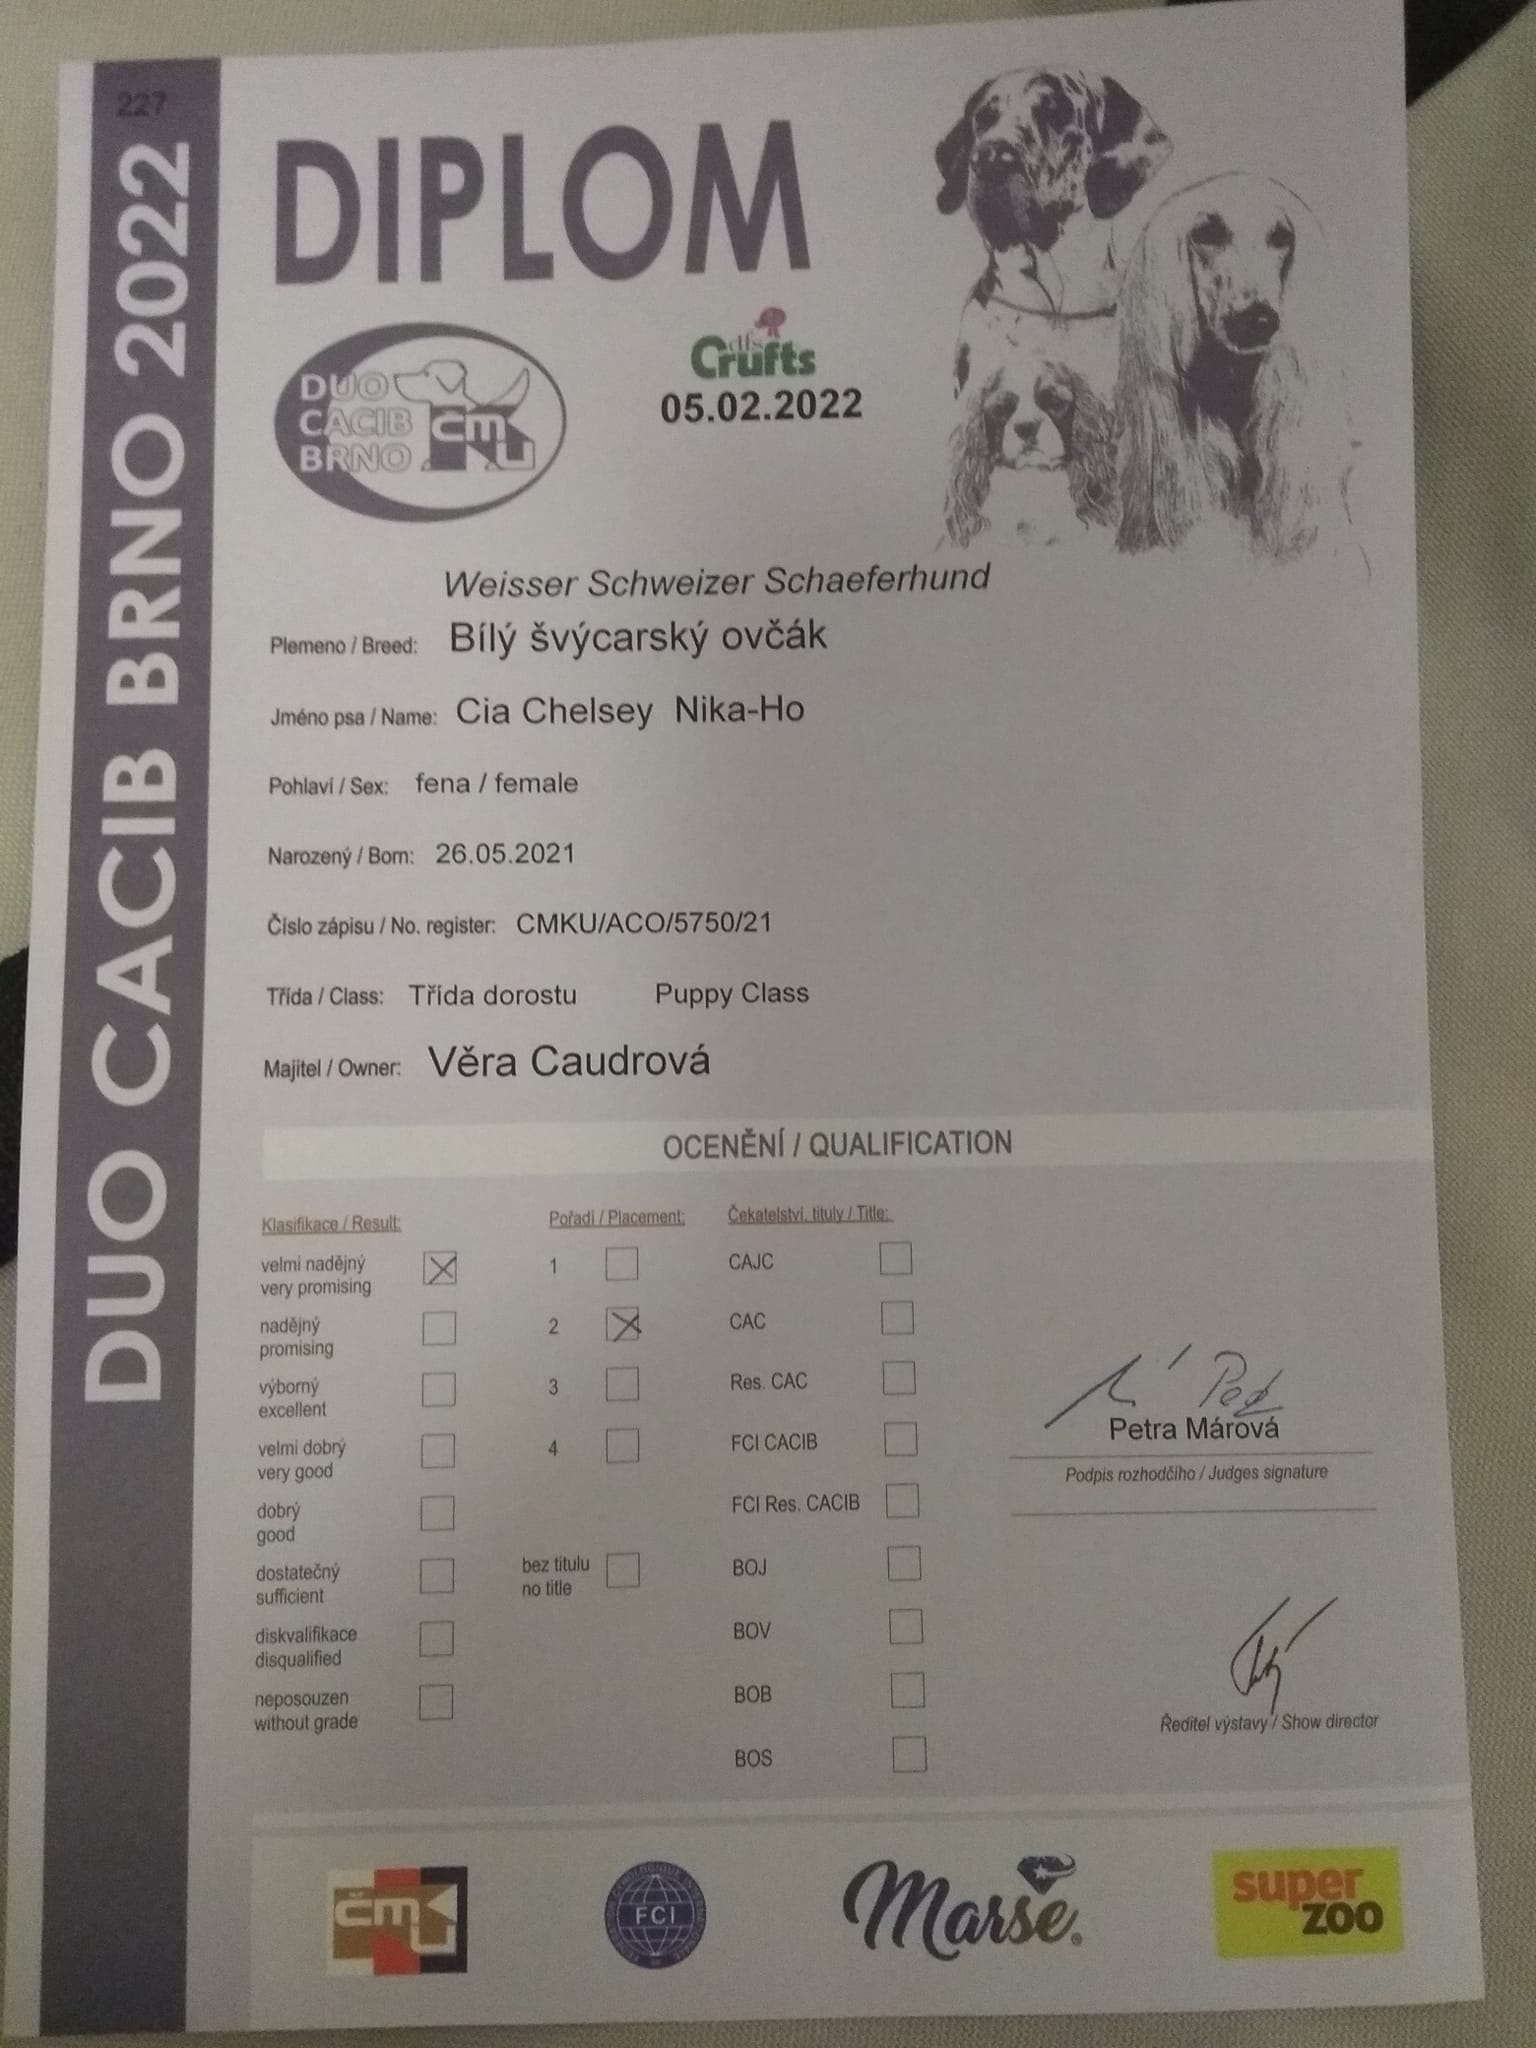 227
DUO CACIB BRNO 2022
DIPLOM
DUO
CACIB
BRNO
ČMKU
dfs
Crufts
05.02.2022
Weisser Schweizer Schaeferhund
Plemeno / Breed: Bílý švýcarský ovčák
Jméno psa / Name: Cia Chelsey Nika-Ho
Pohlaví / Sex: fena / female
Narozený / Born: 26.05.2021
Číslo zápisu / No. register: CMKU/ACO/5750/21
Třída / Class: Třída dorostu Puppy Class
Majitel / Owner: Věra Caudrová
OCENĚNÍ / QUALIFICATION
Klasifikace / Result: Pořadí / Placement: Čekatelství, tituly / Title:
velmi nadějný
very promising
nadějný
promising
výborný
excellent
velmi dobrý
very good
dobrý
good
dostatečný
sufficient
diskvalifikace
disqualified
neposouzen
without grade
1
2
3
4
bez titulu
no title
CAJC
CAC
Res. CAC
FCI CACIB
FCI Res. CACIB
BOJ
BOV
BOB
BOS
Petra Márová
Podpis rozhodčího / Judges signature
Ředitel výstavy / Show director
ČMKU
FCI
Marse®
super
zoo